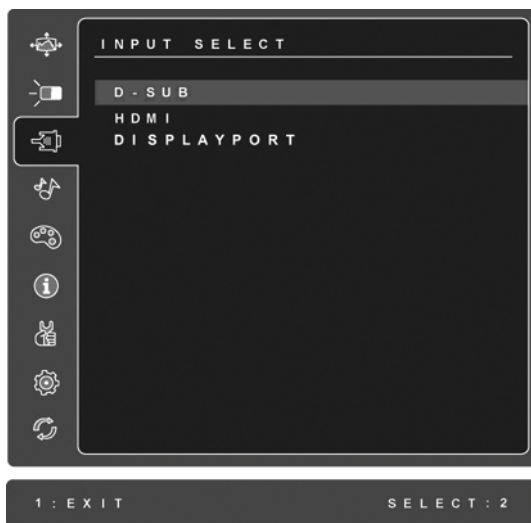 INPUT SELECT
D-SUB
HDMI
DISPLAYPORT
1:EXIT SELECT:2